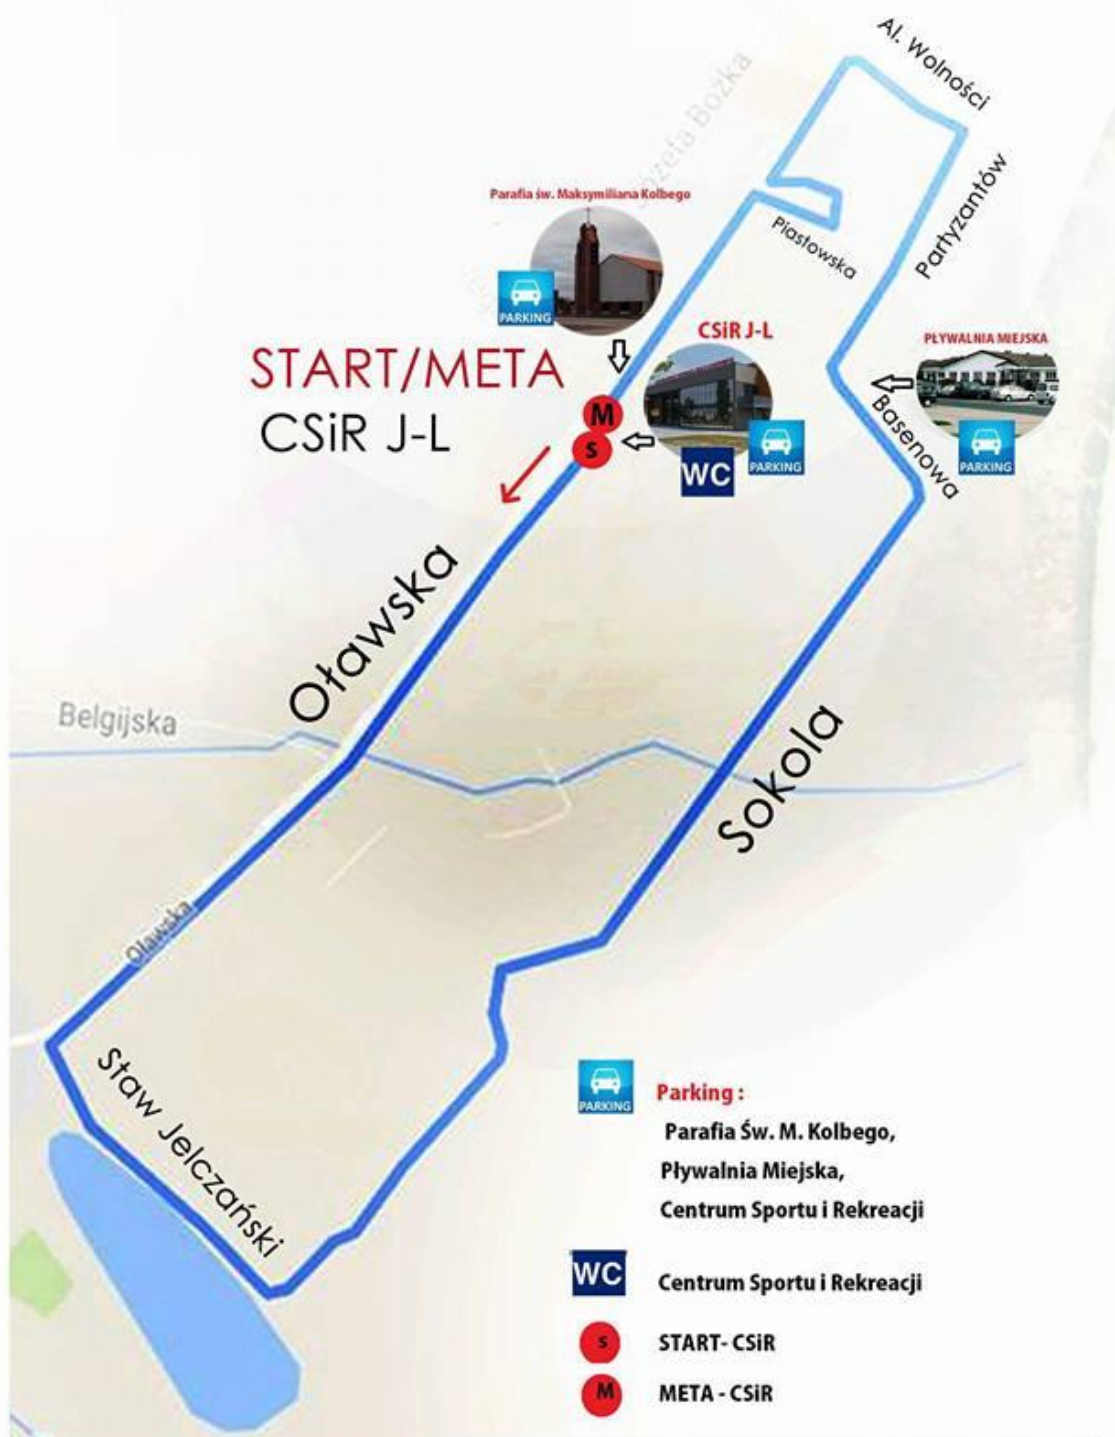 Al. Wolności
Józefa Bożka
Partyzantów
Parafia św. Maksymiliana Kolbego
Piastowska
PARKING
CSiR J-L
PŁYWALNIA MIEJSKA
START/META
CSiR J-L
M
s
WC
PARKING
Basenowa
PARKING
Oławska
Belgijska
Sokola
Oławska
Staw Jelczański
PARKING
Parking :
Parafia Św. M. Kolbego,
Pływalnia Miejska,
Centrum Sportu i Rekreacji
WC
Centrum Sportu i Rekreacji
s
START- CSiR
M
META - CSiR